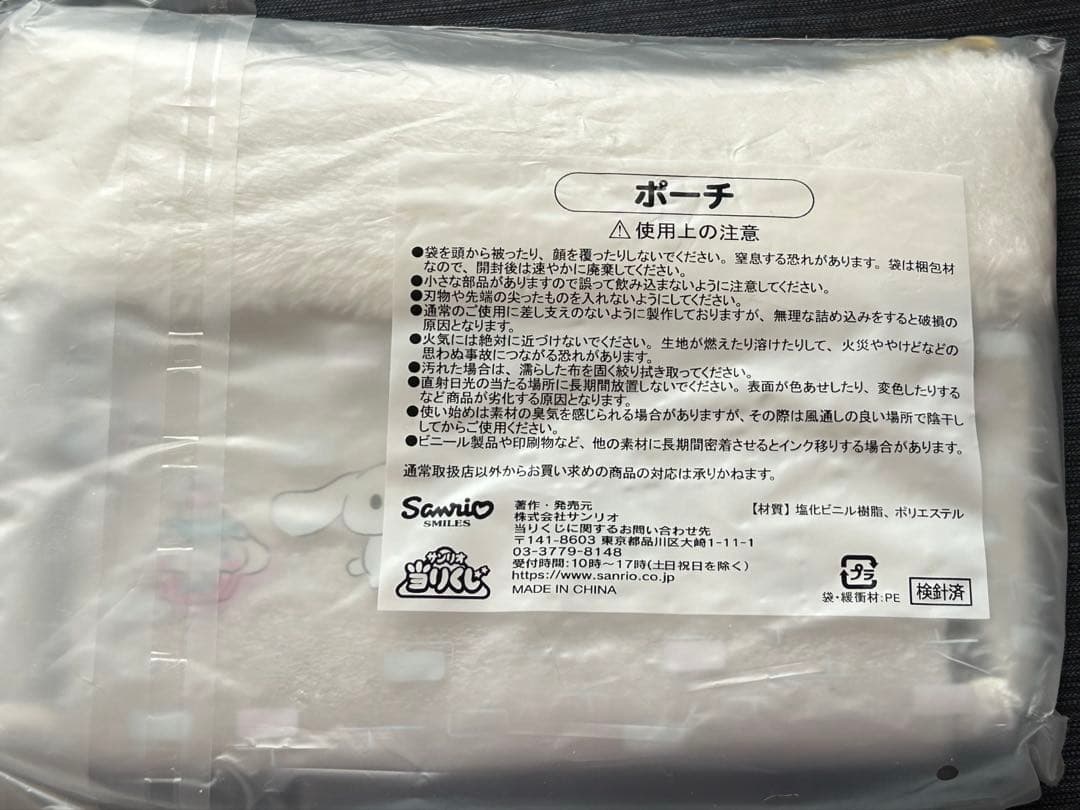 ポーチ
⚠使用上の注意
●袋を頭から被ったり、顔を覆ったりしないでください。窒息する恐れがあります。袋は梱包材
なので、開封後は速やかに廃棄してください。
●小さな部品がありますので誤って飲み込まないように注意してください。
●刃物や先端の尖ったものを入れないようにしてください。
●通常のご使用に差し支えのないように製作しておりますが、無理な詰め込みをすると破損の
原因となります。
●火気には絶対に近づけないでください。生地が燃えたり溶けたりして、火災ややけどなどの
思わぬ事故につながる恐れがあります。
●汚れた場合は、濡らした布を固く絞り拭き取ってください。
●直射日光の当たる場所に長期間放置しないでください。表面が色あせしたり、変色したりする
など商品が劣化する原因となります。
●使い始めは素材の臭気を感じられる場合がありますが、その際は風通しの良い場所で陰干し
してからご使用ください。
●ビニール製品や印刷物など、他の素材に長期間密着させるとインク移りする場合があります。
通常取扱店以外からお買い求めの商品の対応は承りかねます。
Sanrio
SMILES
サンリオ
当りくじ
著作・発売元
株式会社サンリオ
当りくじに関するお問い合わせ先
〒141-8603 東京都品川区大崎1-11-1
03-3779-8148
受付時間:10時～17時(土日祝日を除く)
https://www.sanrio.co.jp
MADE IN CHINA
【材質】塩化ビニル樹脂、ポリエステル
プラ
袋・緩衝材:PE
検針済